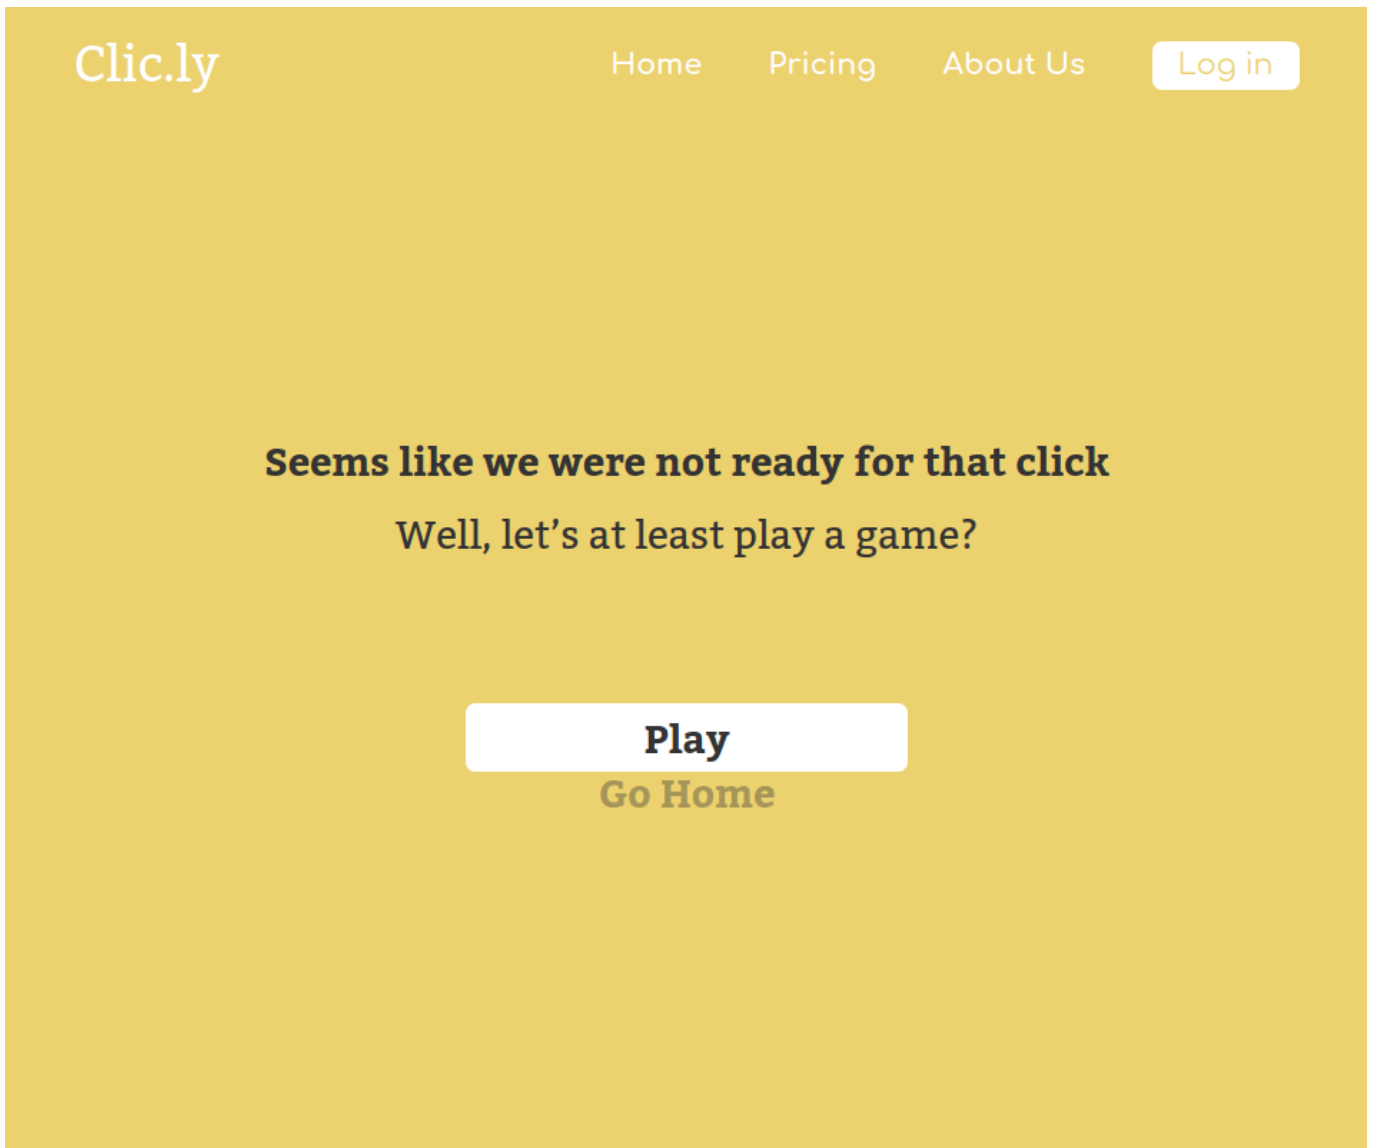 Clic.ly
Home Pricing About Us Log in
Seems like we were not ready for that click
Well, let’s at least play a game?
Play
Go Home